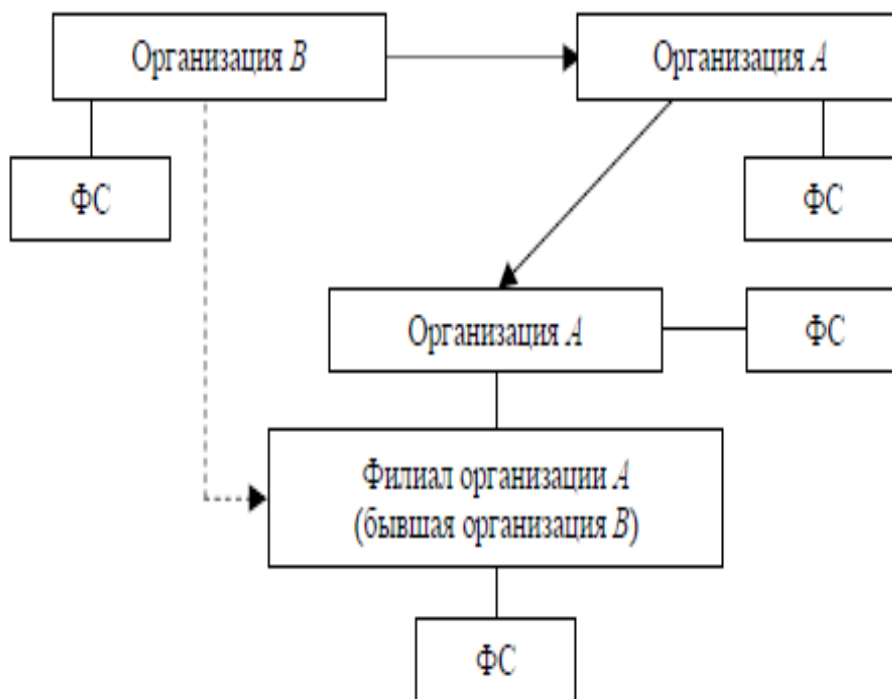 Организация B
Организация A
ФС
ФС
Организация A
ФС
Филиал организации A
(бывшая организация B)
ФС